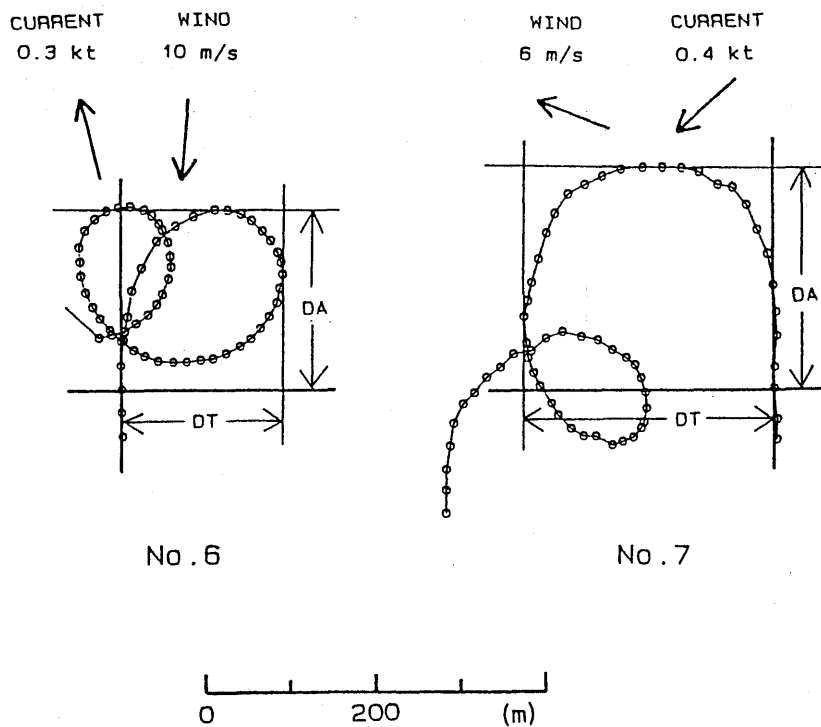 CURRENT WIND
0.3 kt 10 m/s
WIND CURRENT
6 m/s 0.4 kt
DA
DT
DA
DT
No.6
No.7
0 200 (m)